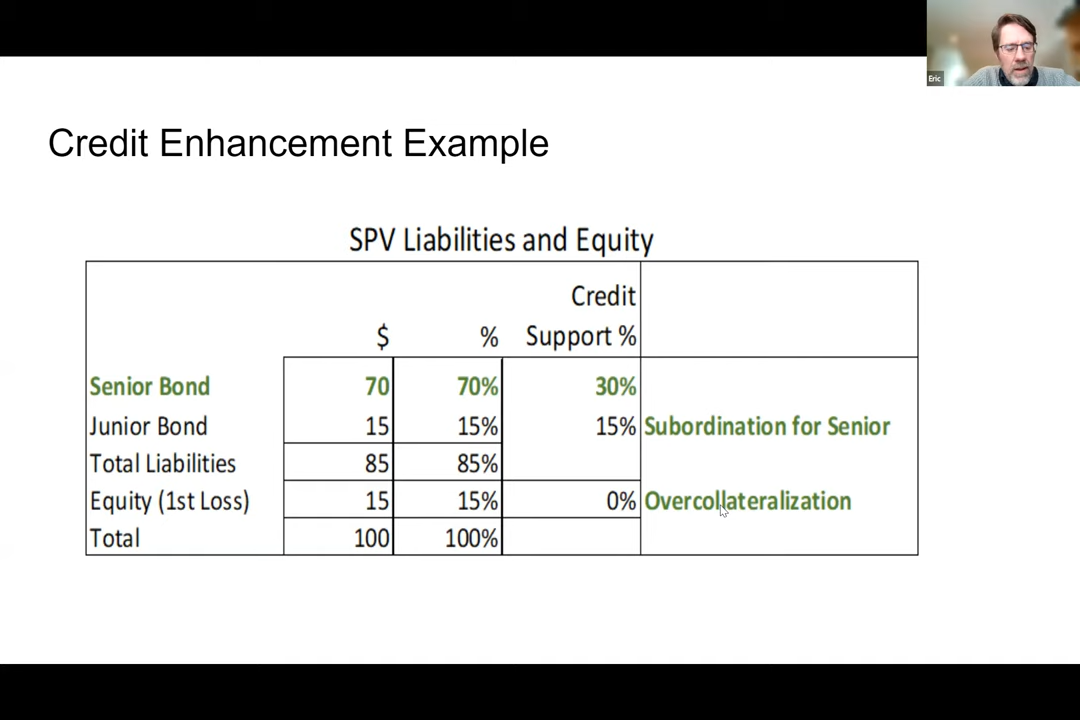 Eric
Credit Enhancement Example
SPV Liabilities and Equity
Credit
$ % Support %
Senior Bond 70 70% 30%
Junior Bond 15 15% 15% Subordination for Senior
Total Liabilities 85 85%
Equity (1st Loss) 15 15% 0% Overcollateralization
Total 100 100%